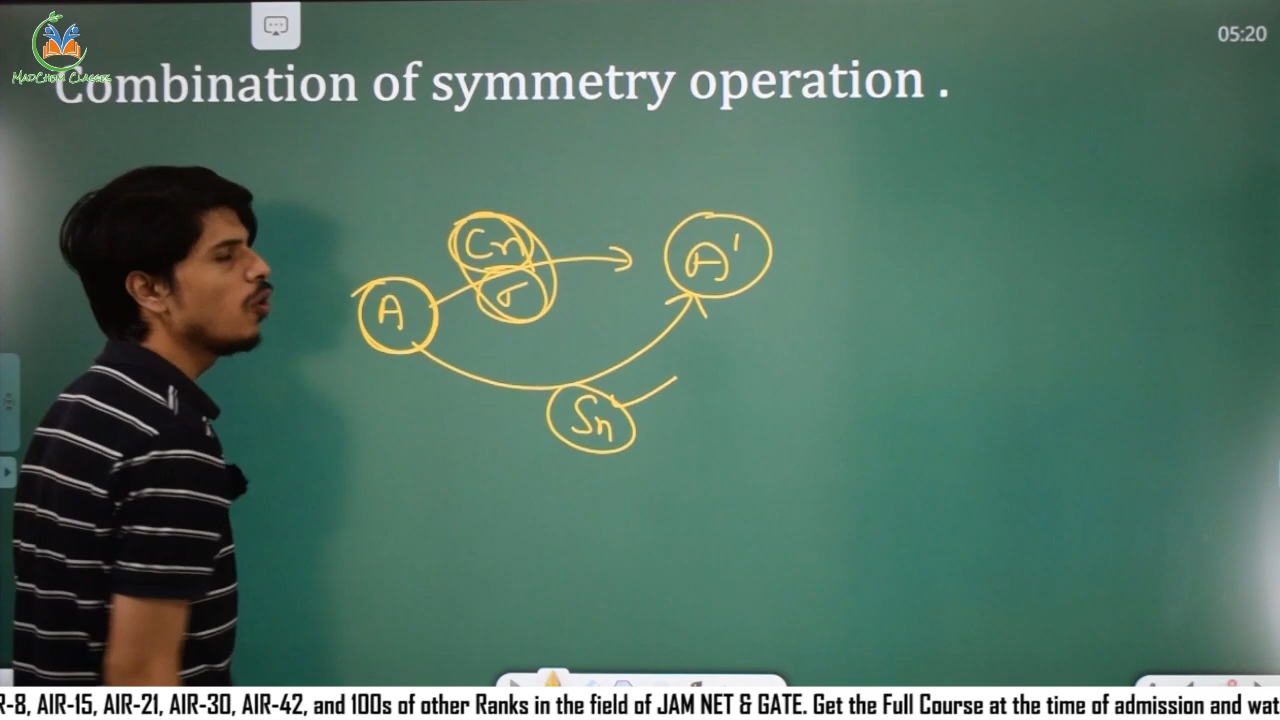 MADCHEM CLASSES
05:20
Combination of symmetry operation .
Cn
σ
A
A'
Sn
R-8, AIR-15, AIR-21, AIR-30, AIR-42, and 100s of other Ranks in the field of JAM NET & GATE. Get the Full Course at the time of admission and wat